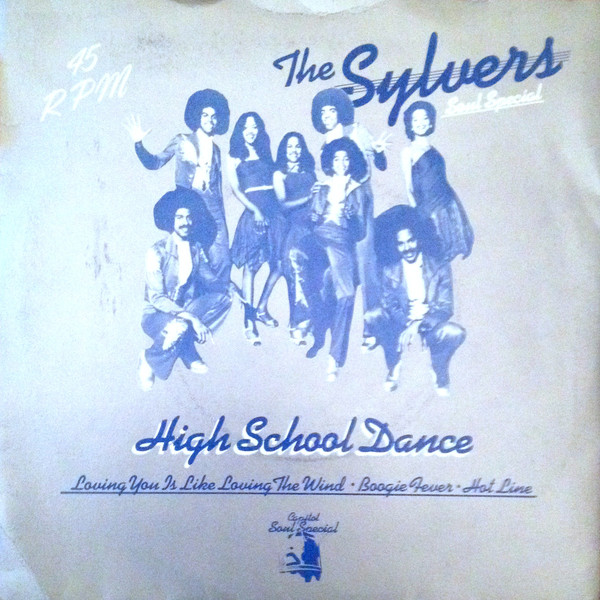 45
RPM
The Sylvers
Soul Special
High School Dance
Loving You Is Like Loving The Wind • Boogie Fever • Hot Line
Capitol
Soul Special